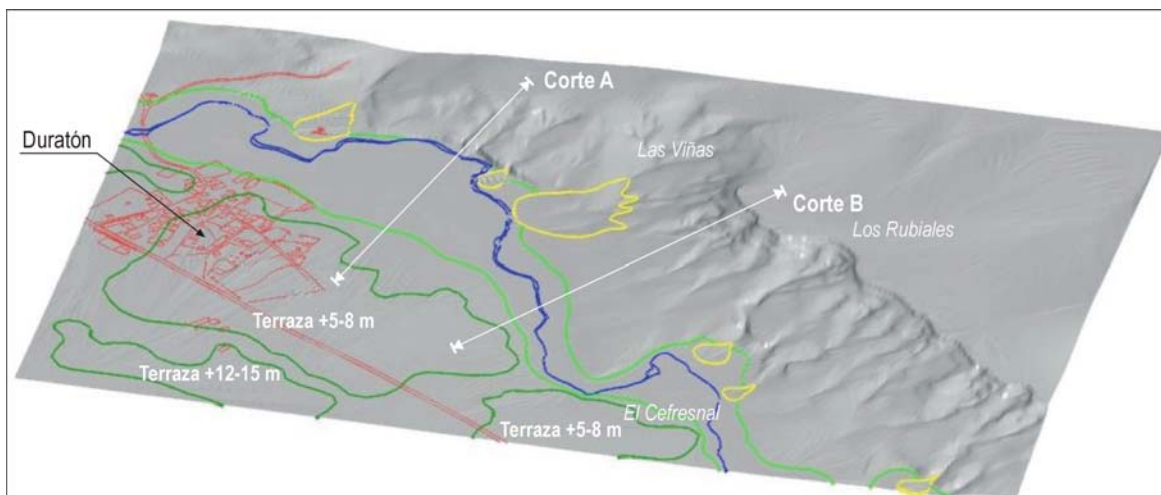 Corte A
Duratón
Las Viñas
Corte B
Los Rubiales
Terraza +5-8 m
Terraza +12-15 m
El Cefresnal
Terraza +5-8 m